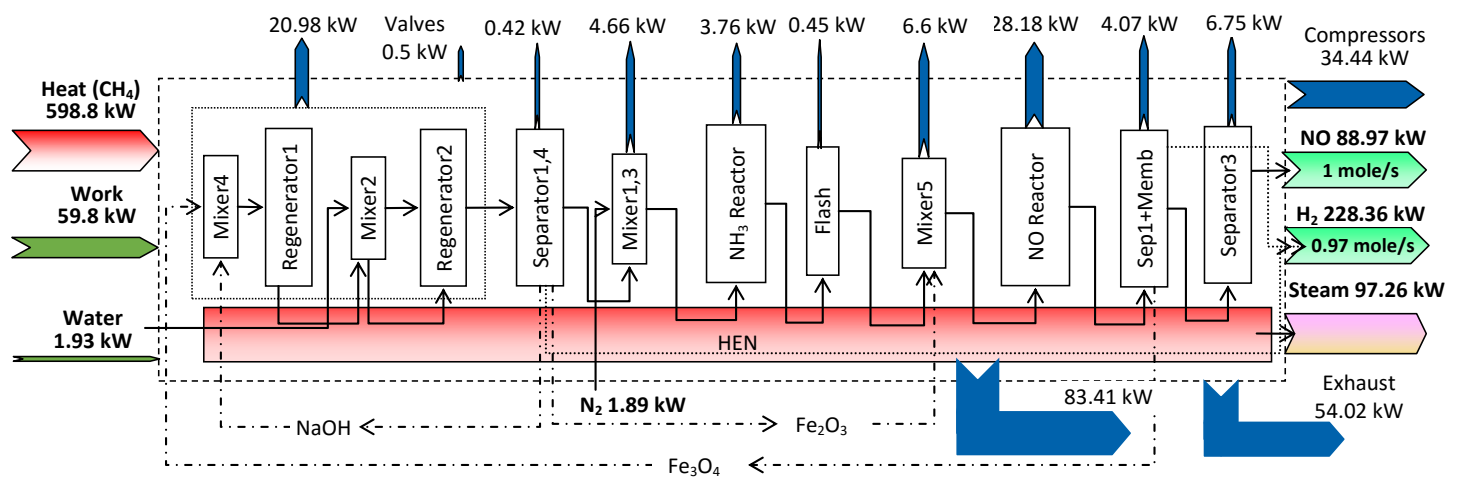 20.98 kW
Valves
0.5 kW
0.42 kW
4.66 kW
3.76 kW
0.45 kW
6.6 kW
28.18 kW
4.07 kW
6.75 kW
Compressors
34.44 kW
Heat (CH₄)
598.8 kW
Work
59.8 kW
Water
1.93 kW
Mixer4
Regenerator1
Mixer2
Regenerator2
Separator1,4
Mixer1,3
NH₃ Reactor
Flash
Mixer5
NO Reactor
Sep1+Memb
Separator3
NO 88.97 kW
1 mole/s
H₂ 228.36 kW
0.97 mole/s
Steam 97.26 kW
HEN
N₂ 1.89 kW
83.41 kW
Exhaust
54.02 kW
NaOH
Fe₂O₃
Fe₃O₄